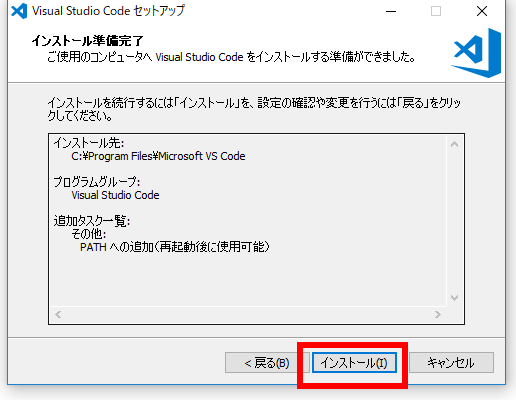 Visual Studio Code セットアップ
インストール準備完了
ご使用のコンピュータへ Visual Studio Code をインストールする準備ができました。
インストールを続行するには「インストール」を、設定の確認や変更を行うには「戻る」をクリッ
クしてください。
インストール先:
C:¥Program Files¥Microsoft VS Code
プログラムグループ:
Visual Studio Code
追加タスク一覧:
その他:
PATH への追加(再起動後に使用可能)
< 戻る(B)
インストール(I)
キャンセル